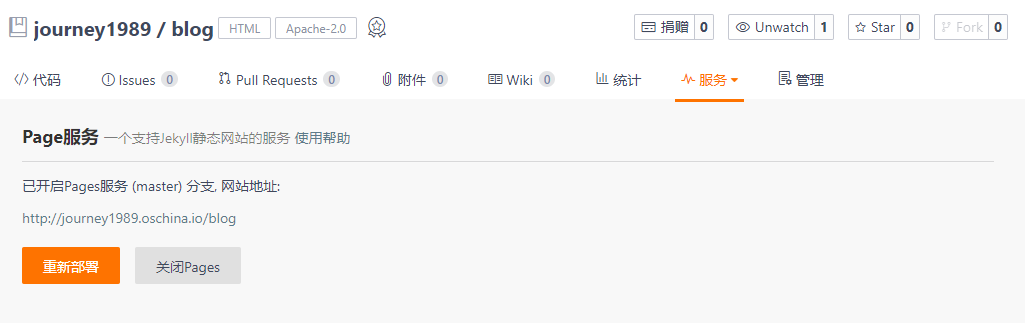 journey1989 / blog HTML Apache-2.0 捐赠 0 Unwatch 1 Star 0 Fork 0
代码 Issues 0 Pull Requests 0 附件 0 Wiki 0 统计 服务 管理
Page服务 一个支持Jekyll静态网站的服务 使用帮助
已开启Pages服务 (master) 分支, 网站地址:
http://journey1989.oschina.io/blog
重新部署 关闭Pages